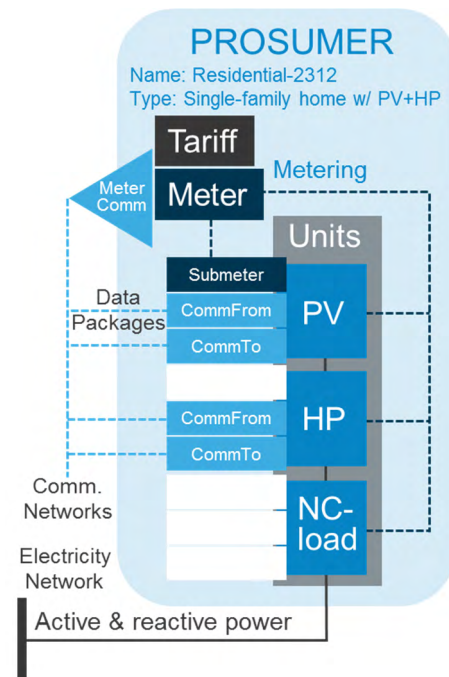 PROSUMER
Name: Residential-2312
Type: Single-family home w/ PV+HP
Tariff
Meter
Comm
Meter
Metering
Units
Submeter
Data
Packages
CommFrom
CommTo
PV
CommFrom
CommTo
HP
Comm.
Networks
NC-
load
Electricity
Network
Active & reactive power